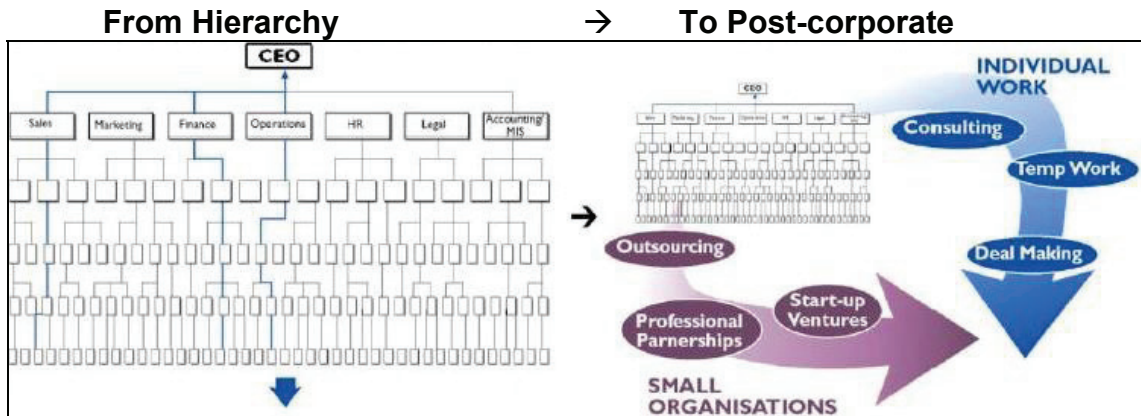 From Hierarchy → To Post-corporate
CEO
Sales
Marketing
Finance
Operations
HR
Legal
Accounting/
MIS
→
CEO
INDIVIDUAL
WORK
Consulting
Temp Work
Deal Making
Outsourcing
Start-up
Ventures
Professional
Parnerships
SMALL
ORGANISATIONS